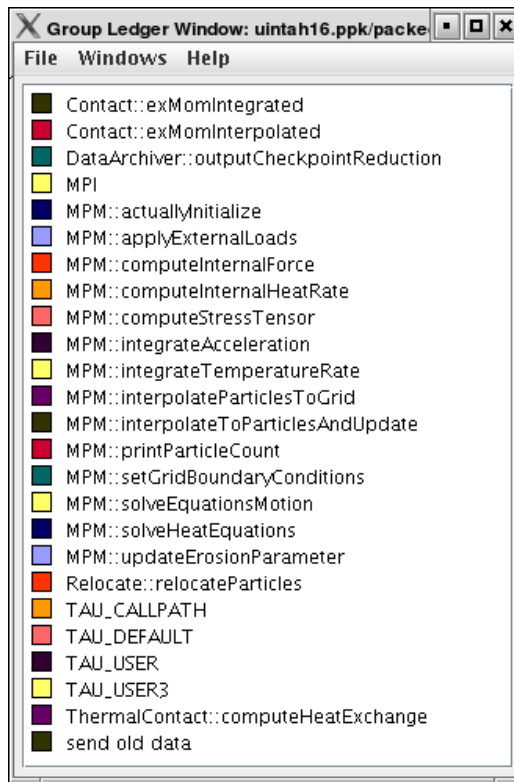 Group Ledger Window: uintah16.ppk/packe
File Windows Help
Contact::exMomIntegrated
Contact::exMomInterpolated
DataArchiver::outputCheckpointReduction
MPI
MPM::actuallyInitialize
MPM::applyExternalLoads
MPM::computeInternalForce
MPM::computeInternalHeatRate
MPM::computeStressTensor
MPM::integrateAcceleration
MPM::integrateTemperatureRate
MPM::interpolateParticlesToGrid
MPM::interpolateToParticlesAndUpdate
MPM::printParticleCount
MPM::setGridBoundaryConditions
MPM::solveEquationsMotion
MPM::solveHeatEquations
MPM::updateErosionParameter
Relocate::relocateParticles
TAU_CALLPATH
TAU_DEFAULT
TAU_USER
TAU_USER3
ThermalContact::computeHeatExchange
send old data